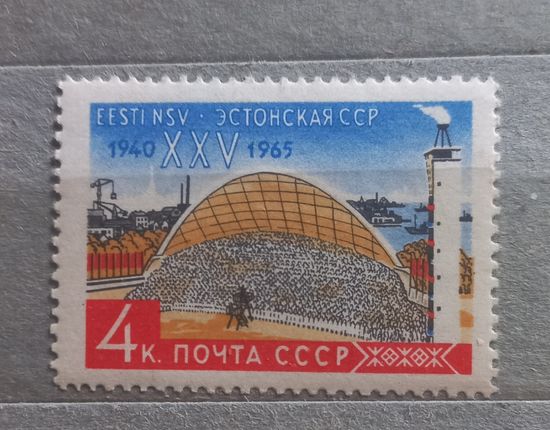 EESTI NSV · ЭСТОНСКАЯ ССР
1940 XXV 1965
4 К. ПОЧТА СССР